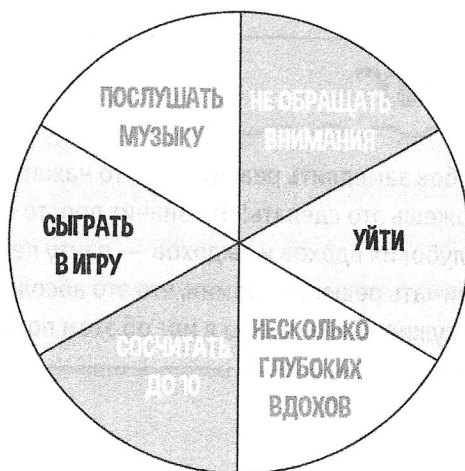 ПОСЛУШАТЬ
МУЗЫКУ
НЕ ОБРАЩАТЬ
ВНИМАНИЯ
СЫГРАТЬ
В ИГРУ
УЙТИ
СОСЧИТАТЬ
ДО 10
НЕСКОЛЬКО
ГЛУБОКИХ
ВДОХОВ